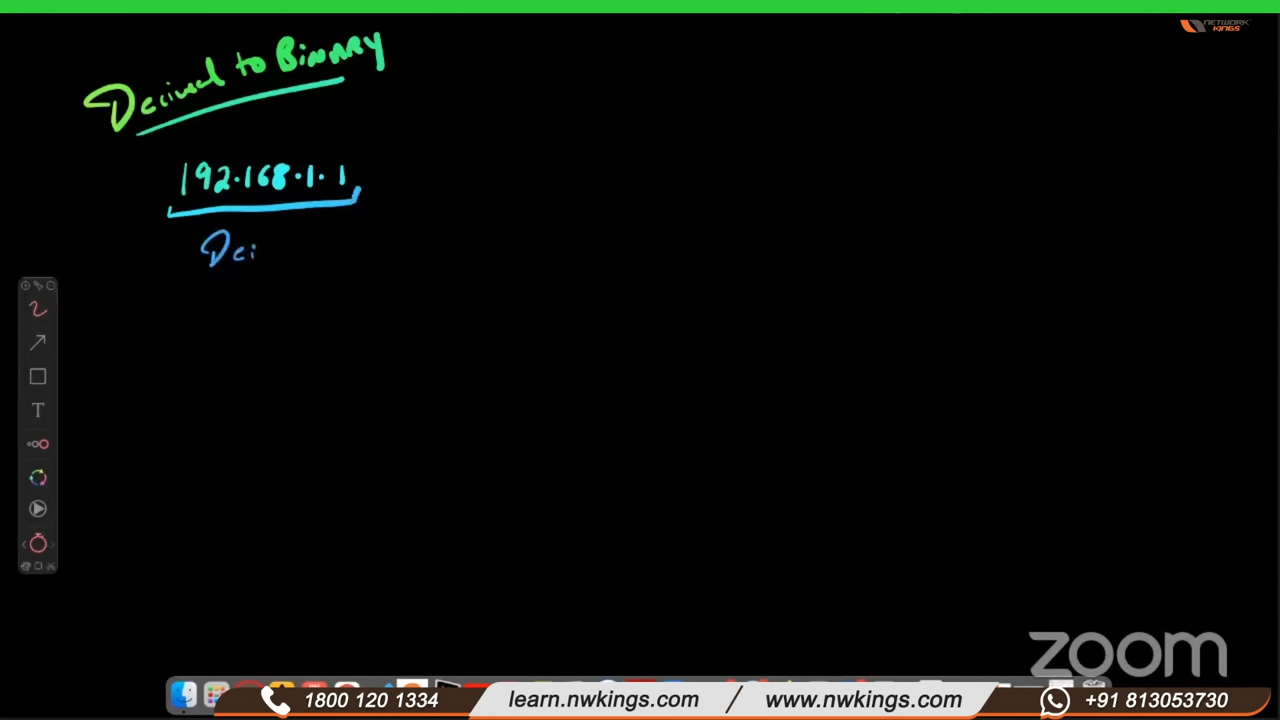 NETWORK
KINGS
Decimal to Binary
192.168.1.1
Deci
T
zoom
1800 120 1334
learn.nwkings.com
www.nwkings.com
+91 813053730